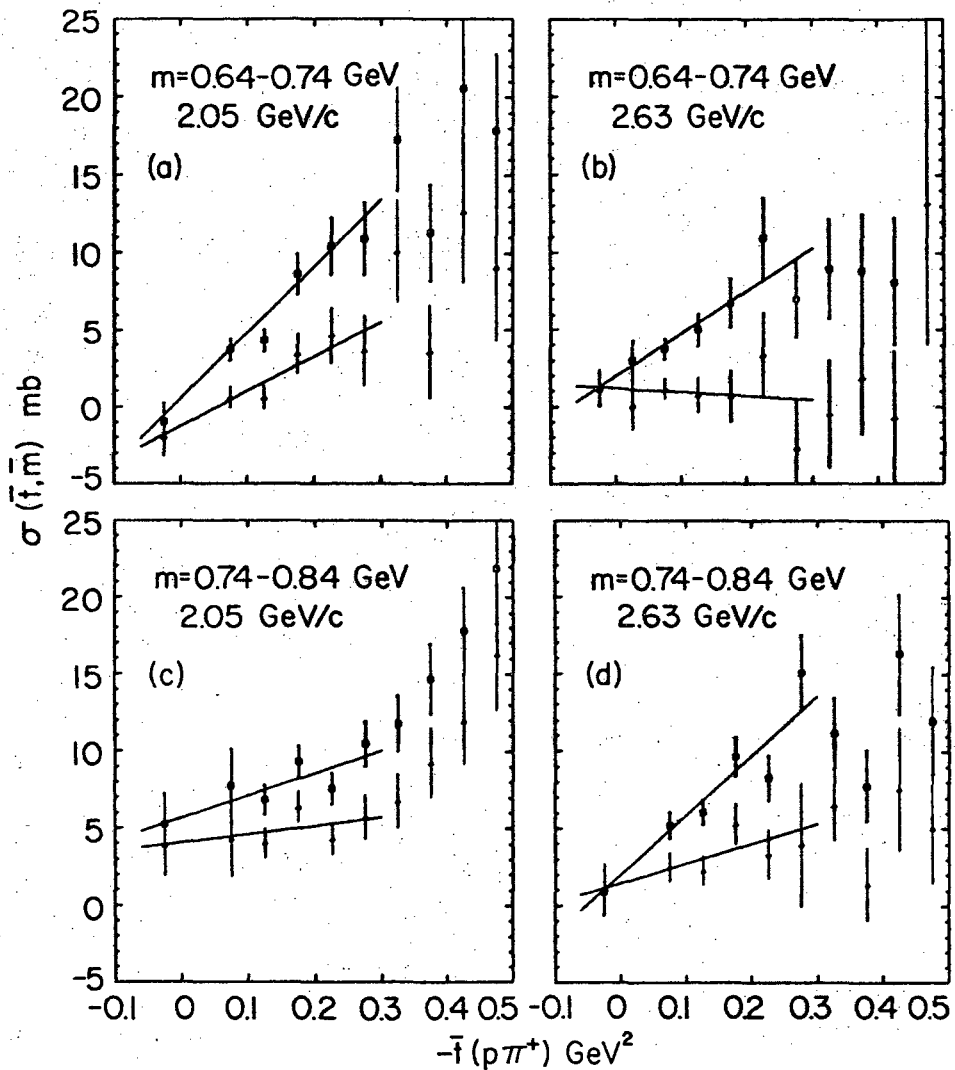 25
20
15
10
5
0
-5
m=0.64-0.74 GeV
2.05 GeV/c
(a)
m=0.64-0.74 GeV
2.63 GeV/c
(b)
σ (t̄,m̄) mb
25
20
15
10
5
0
-5
m=0.74-0.84 GeV
2.05 GeV/c
(c)
m=0.74-0.84 GeV
2.63 GeV/c
(d)
-0.1 0 0.1 0.2 0.3 0.4
-0.1 0 0.1 0.2 0.3 0.4 0.5
-t̄ (pπ⁺) GeV²